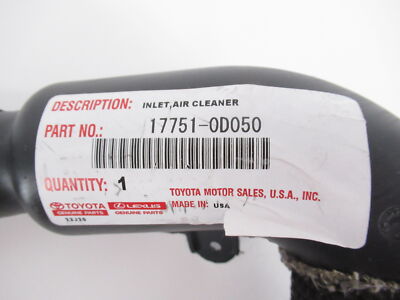 DESCRIPTION: INLET,AIR CLEANER
PART NO.: 17751-0D050
QUANTITY: 1
TOYOTA MOTOR SALES, U.S.A., INC.
TOYOTA LEXUS MADE IN: USA
GENUINE PARTS GENUINE PARTS